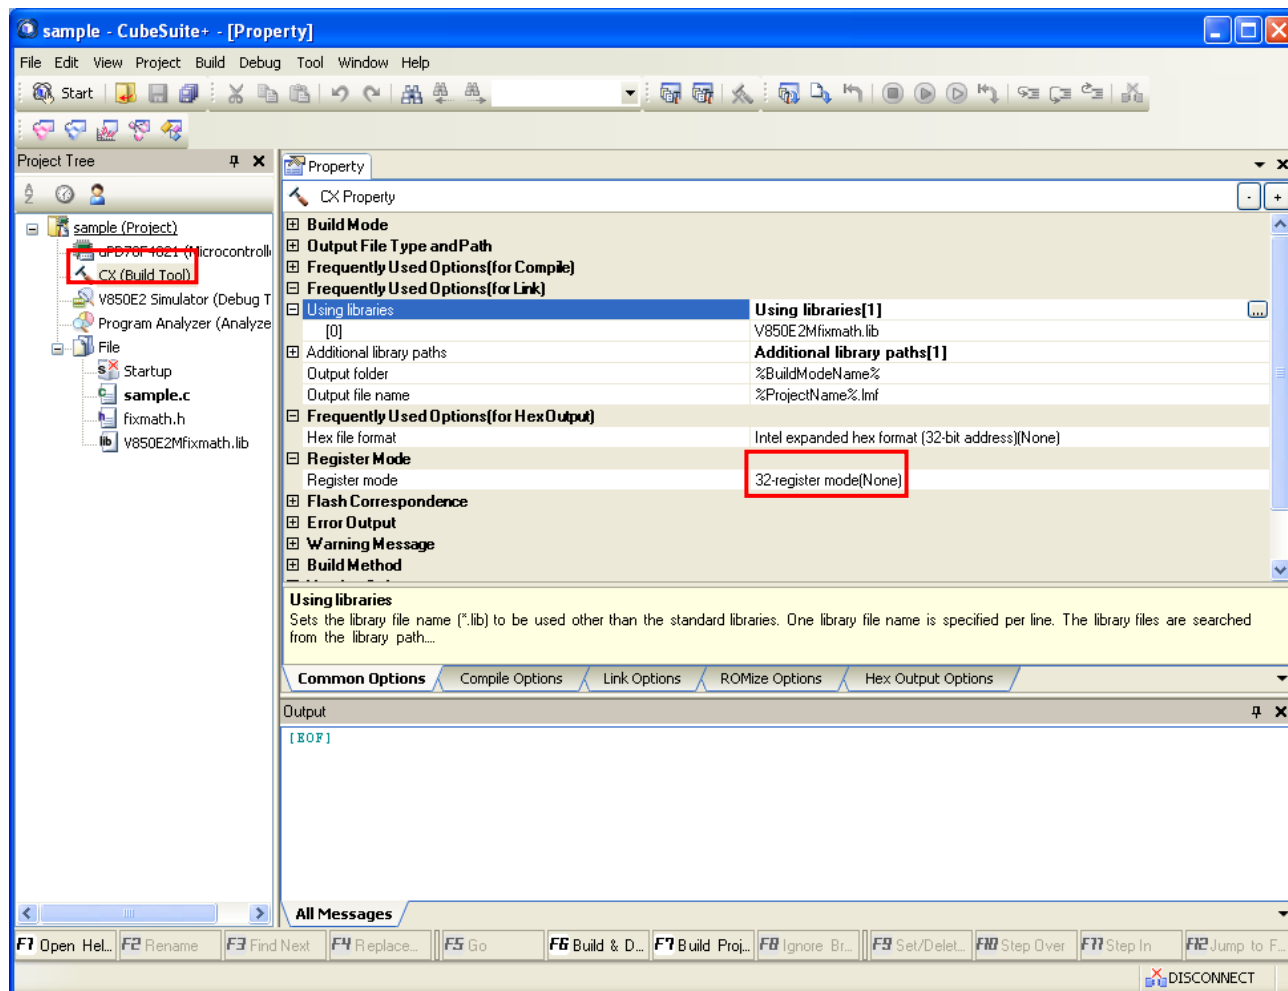 sample - CubeSuite+ - [Property]
File Edit View Project Build Debug Tool Window Help
Start
Project Tree
Property
CX Property
sample (Project)
(Microcontroll
CX (Build Tool)
V850E2 Simulator (Debug T
Program Analyzer (Analyze
File
Startup
sample.c
fixmath.h
V850E2Mfixmath.lib
Build Mode
Output File Type and Path
Frequently Used Options(for Compile)
Frequently Used Options(for Link)
Using libraries Using libraries[1]
[0] V850E2Mfixmath.lib
Additional library paths Additional library paths[1]
Output folder %BuildModeName%
Output file name %ProjectName%.lmf
Frequently Used Options(for Hex Output)
Hex file format Intel expanded hex format (32-bit address)(None)
Register Mode
Register mode 32-register mode(None)
Flash Correspondence
Error Output
Warning Message
Build Method
Using libraries
Sets the library file name (*.lib) to be used other than the standard libraries. One library file name is specified per line. The library files are searched
from the library path....
Common Options Compile Options Link Options ROMize Options Hex Output Options
Output
[EOF]
All Messages
F1 Open Hel... F2 Rename F3 Find Next F4 Replace... F5 Go F6 Build & D... F7 Build Proj... F8 Ignore Br... F9 Set/Delet... F10 Step Over F11 Step In F12 Jump to F...
DISCONNECT